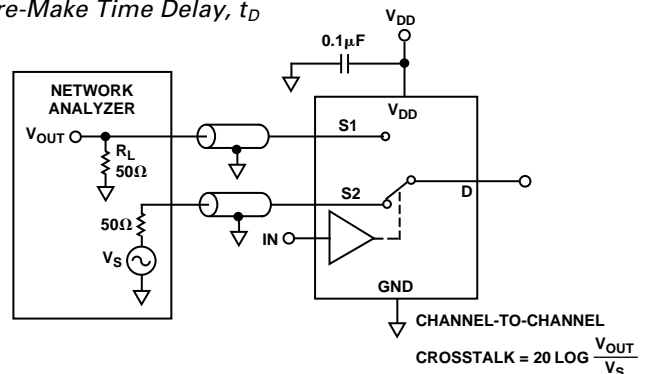 re-Make Time Delay, tD
VDD
0.1µF
NETWORK
ANALYZER
VDD
VOUT
S1
RL
50Ω
S2
D
50Ω
IN
VS
GND
CHANNEL-TO-CHANNEL
CROSSTALK = 20 LOG VOUT
VS